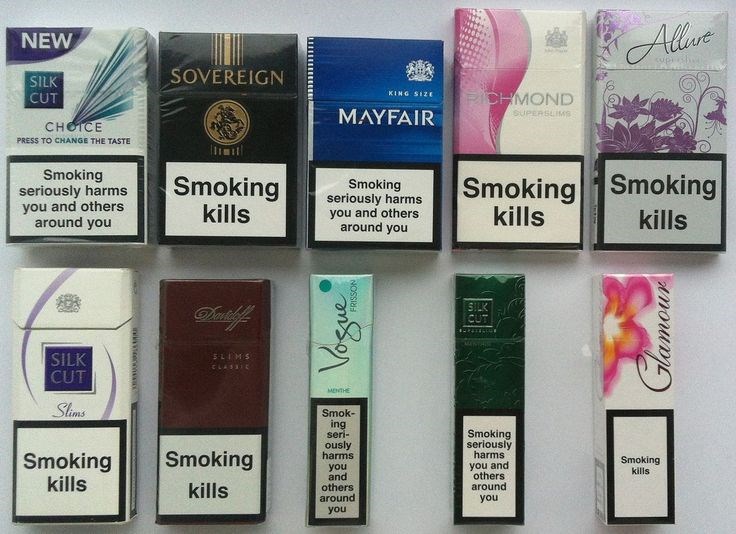 NEW
SILK
CUT
CHOICE
PRESS TO CHANGE THE TASTE
Smoking
seriously harms
you and others
around you
SOVEREIGN
Smoking
kills
KING SIZE
MAYFAIR
Smoking
seriously harms
you and others
around you
RICHMOND
SUPERSLIMS
Smoking
kills
Allure
superslims
Smoking
kills
SILK
CUT
Slims
Smoking
kills
Davidoff
SLIMS
CLASSIC
Smoking
kills
Vogue
FRISSON
MENTHE
Smok-
ing
seri-
ously
harms
you
and
others
around
you
SILK
CUT
SUPERSLIMS
MENTHOL
Smoking
seriously
harms
you and
others
around
you
Glamour
Smoking
kills